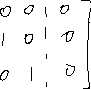 0 0 | 0
1 0 | 0
0 1 | 0 ]